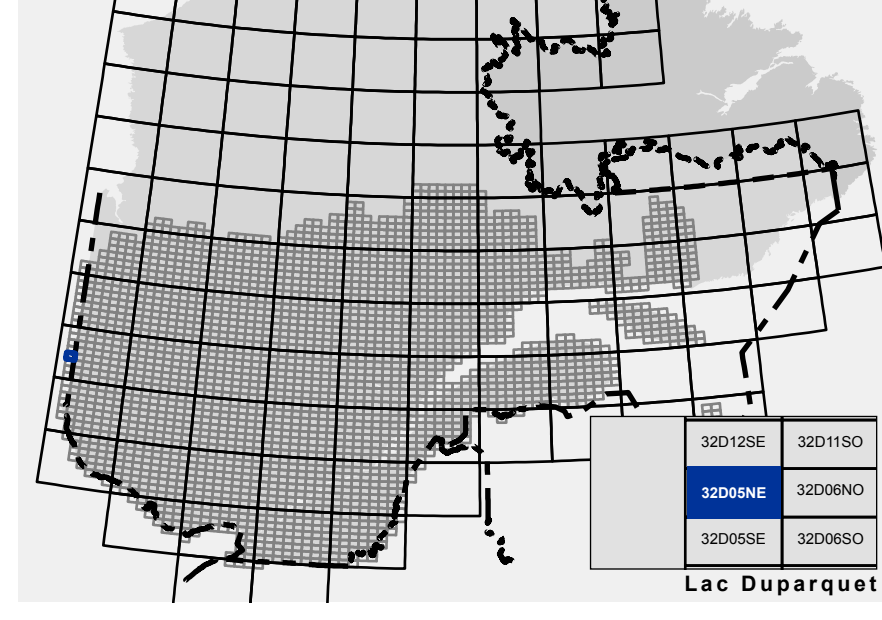 32D12SE 32D11SO
32D05NE 32D06NO
32D05SE 32D06SO
Lac Duparquet